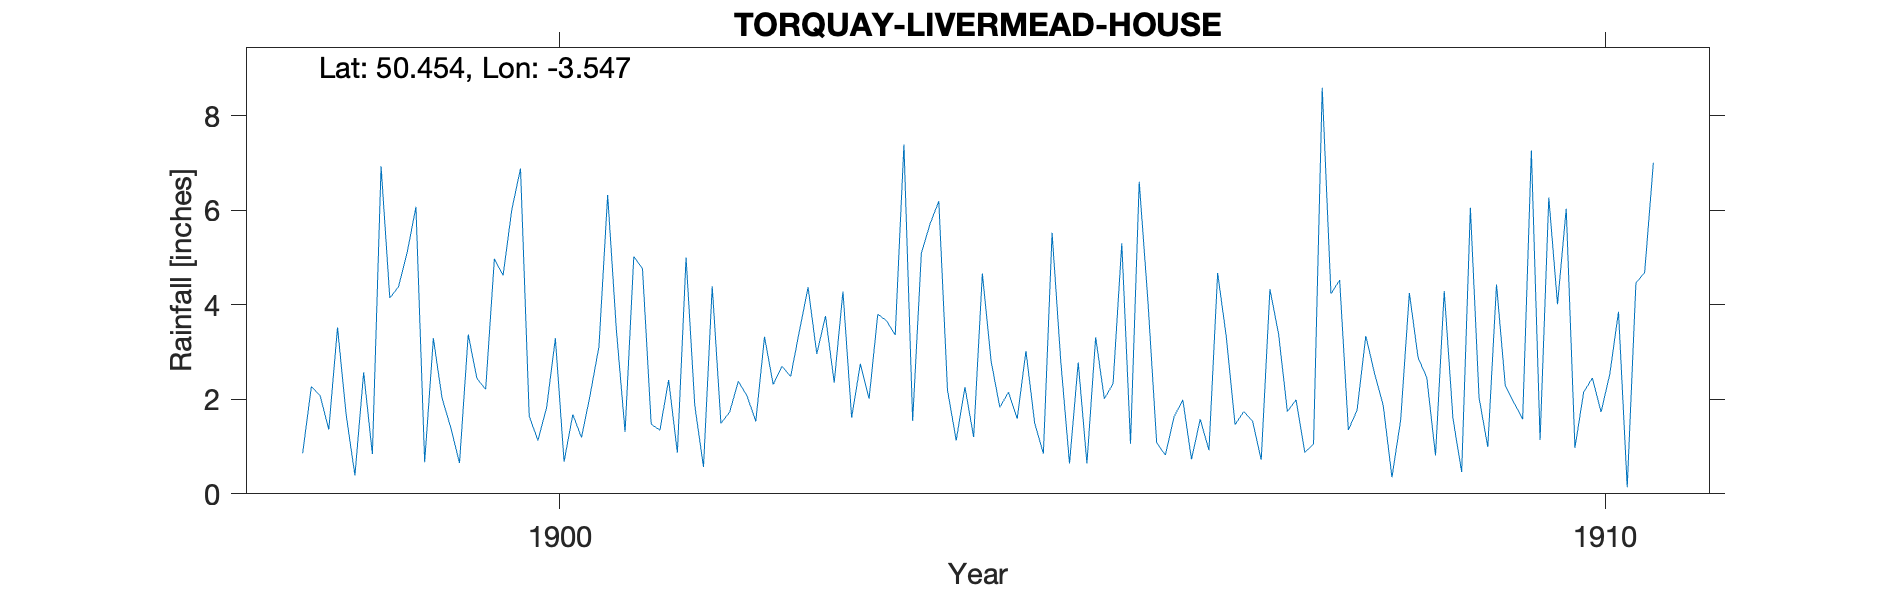 TORQUAY-LIVERMEAD-HOUSE
Lat: 50.454, Lon: -3.547
8
6
4
2
0
Rainfall [inches]
1900
1910
Year